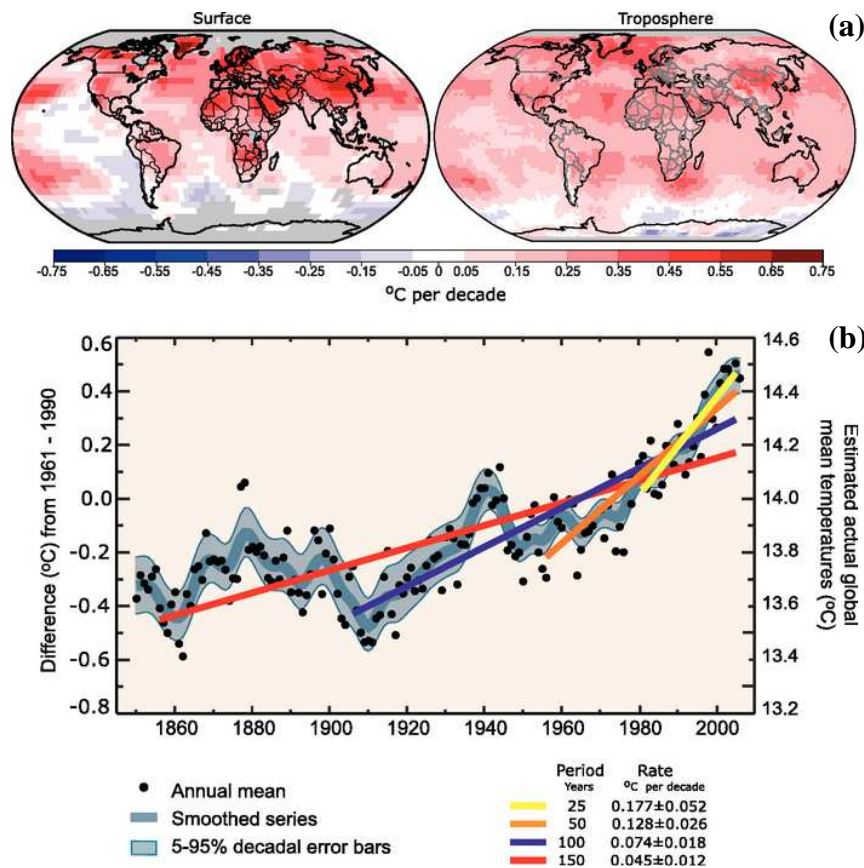 Surface
Troposphere
(a)
-0.75 -0.65 -0.55 -0.45 -0.35 -0.25 -0.15 -0.05 0 0.05 0.15 0.25 0.35 0.45 0.55 0.65 0.75
ºC per decade
(b)
0.6
0.4
0.2
0.0
-0.2
-0.4
-0.6
-0.8
Difference (ºC) from 1961 - 1990
14.6
14.4
14.2
14.0
13.8
13.6
13.4
13.2
Estimated actual global
mean temperatures
(ºC)
1860 1880 1900 1920 1940 1960 1980 2000
Annual mean
Smoothed series
5-95% decadal error bars
Period Rate
Years ºC per decade
25 0.177±0.052
50 0.128±0.026
100 0.074±0.018
150 0.045±0.012